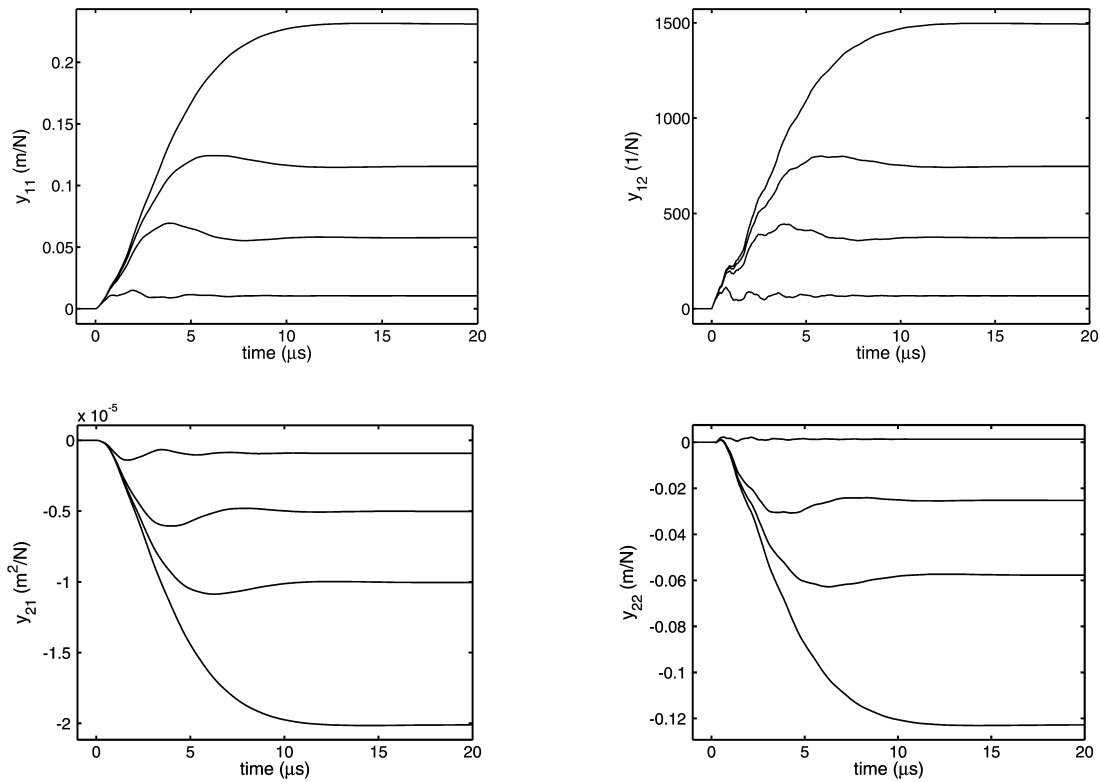 0.2
0.15
0.1
0.05
0
y11 (m/N)
0 5 10 15 20
time (μs)
1500
1000
500
0
y12 (1/N)
0 5 10 15 20
time (μs)
x 10^-5
0
-0.5
-1
-1.5
-2
y21 (m²/N)
0 5 10 15 20
time (μs)
0
-0.02
-0.04
-0.06
-0.08
-0.1
-0.12
y22 (m/N)
0 5 10 15 20
time (μs)